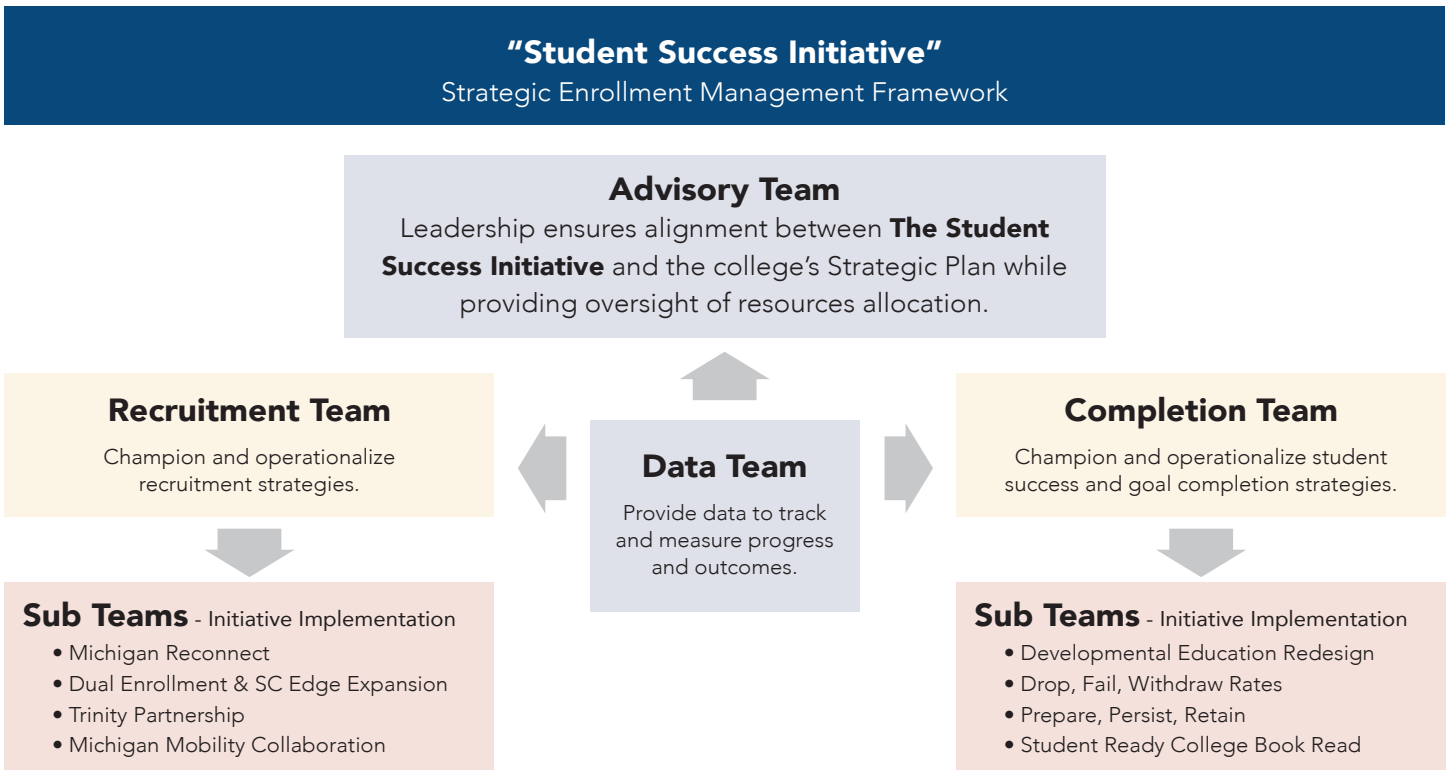 “Student Success Initiative”
Strategic Enrollment Management Framework
Advisory Team
Leadership ensures alignment between The Student
Success Initiative and the college’s Strategic Plan while
providing oversight of resources allocation.
Recruitment Team
Champion and operationalize
recruitment strategies.
Data Team
Provide data to track
and measure progress
and outcomes.
Completion Team
Champion and operationalize student
success and goal completion strategies.
Sub Teams - Initiative Implementation
• Michigan Reconnect
• Dual Enrollment & SC Edge Expansion
• Trinity Partnership
• Michigan Mobility Collaboration
Sub Teams - Initiative Implementation
• Developmental Education Redesign
• Drop, Fail, Withdraw Rates
• Prepare, Persist, Retain
• Student Ready College Book Read